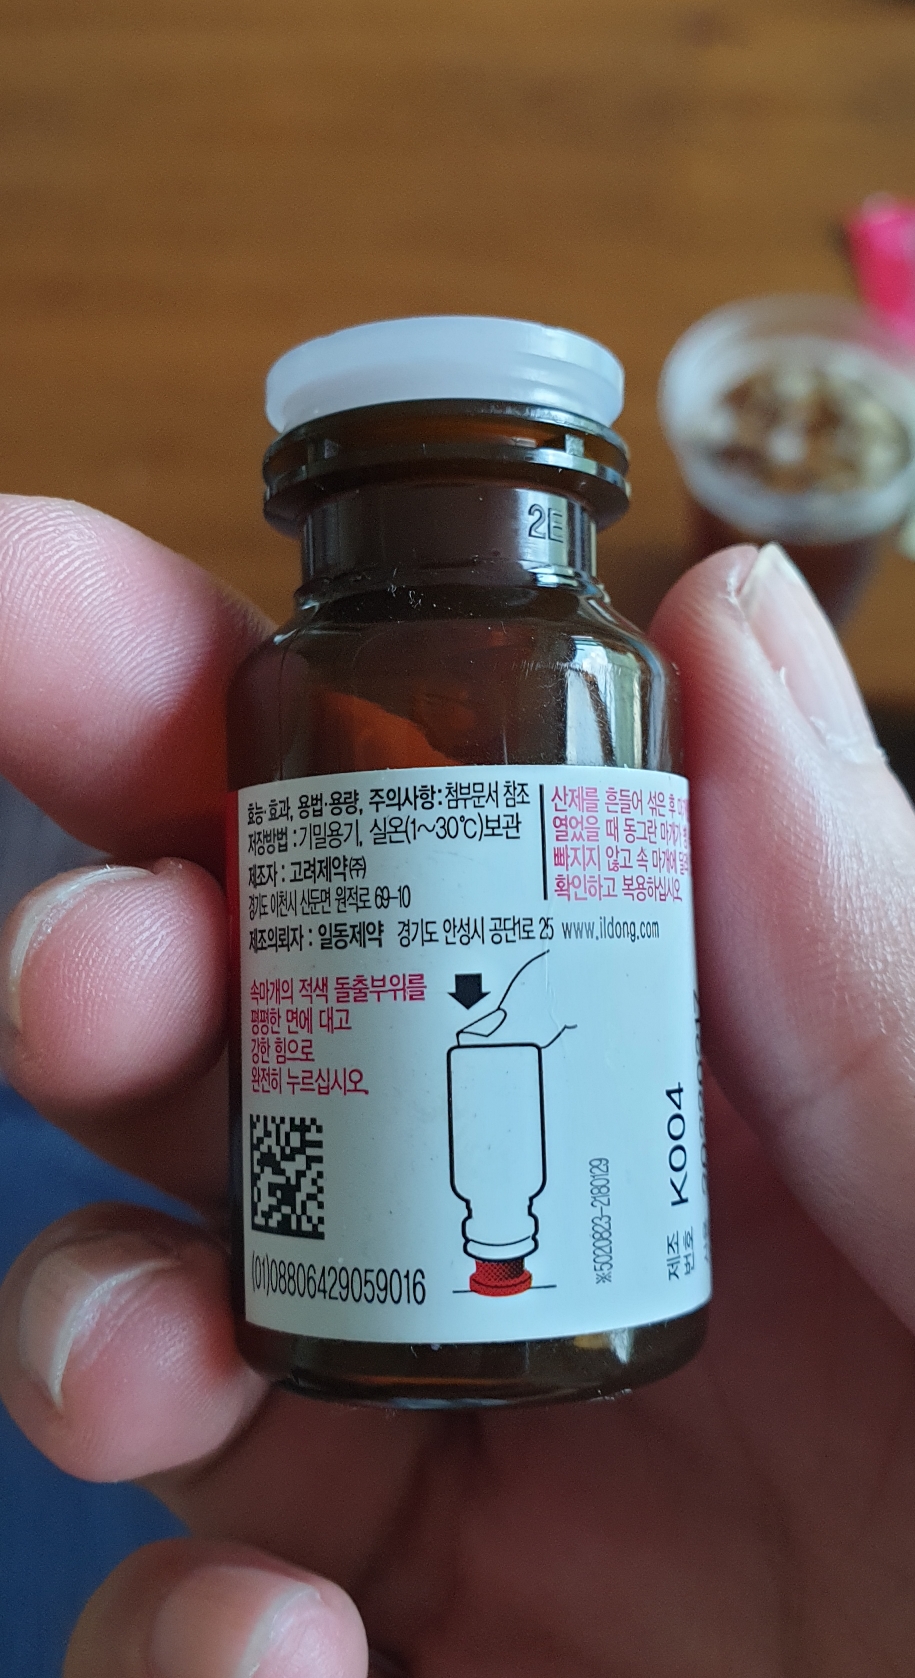 2E
효능·효과, 용법·용량, 주의사항:첨부문서 참조
저장방법 : 기밀용기, 실온(1~30℃)보관
제조자 : 고려제약㈜
경기도 이천시 신둔면 원적로 69-10
제조의뢰자 : 일동제약 경기도 안성시 공단1로 25 www.ildong.com
산제를 흔들어 섞은 후
열었을 때 동그란 마개가
빠지지 않고 속 마개에
확인하고 복용하십시오.
속마개의 적색 돌출부위를
평평한 면에 대고
강한 힘으로
완전히 누르십시오.
(01)08806429059016
※5020823-2180129
제조
번호
K004